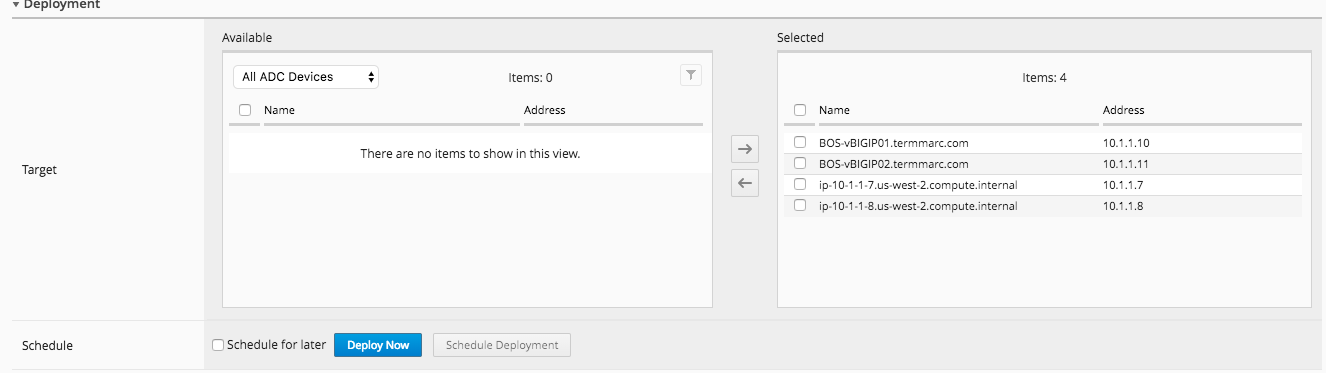 Deployment
Available
Selected
All ADC Devices
Items: 0
Items: 4
Name Address
Name Address
There are no items to show in this view.
BOS-vBIGIP01.termmarc.com 10.1.1.10
BOS-vBIGIP02.termmarc.com 10.1.1.11
ip-10-1-1-7.us-west-2.compute.internal 10.1.1.7
ip-10-1-1-8.us-west-2.compute.internal 10.1.1.8
Target
Schedule
Schedule for later
Deploy Now
Schedule Deployment